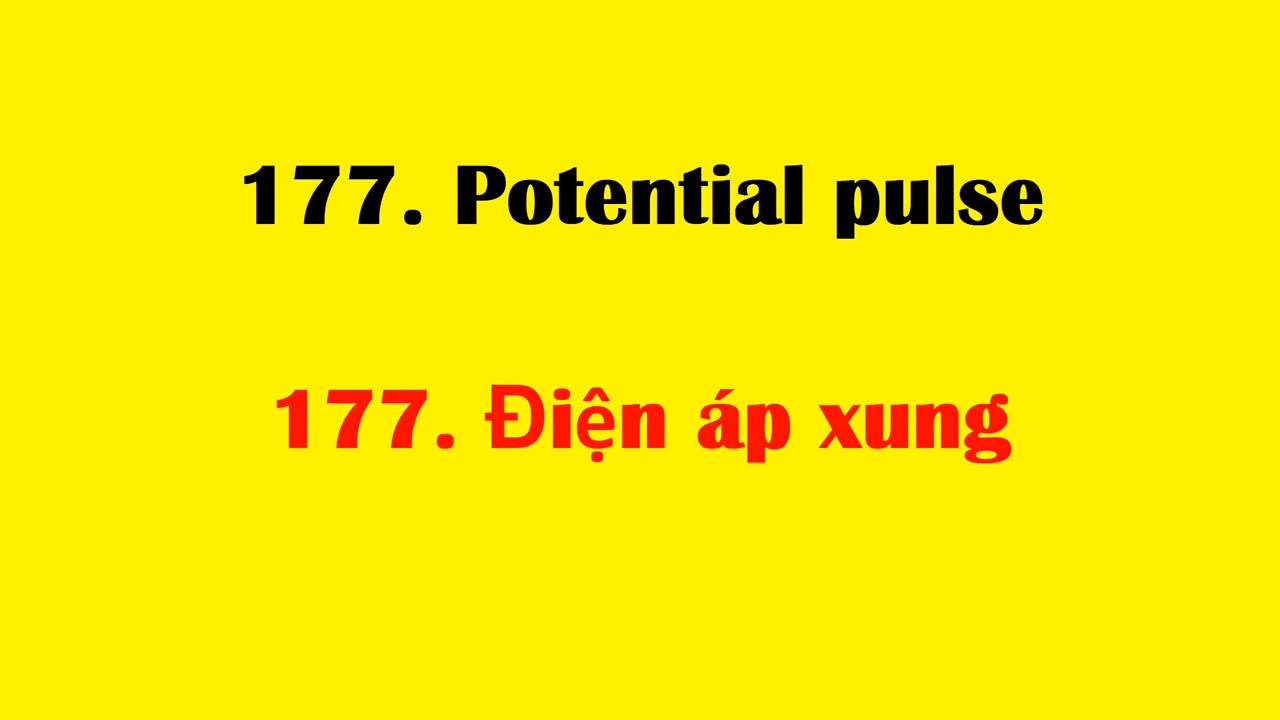 177. Potential pulse
177. Điện áp xung